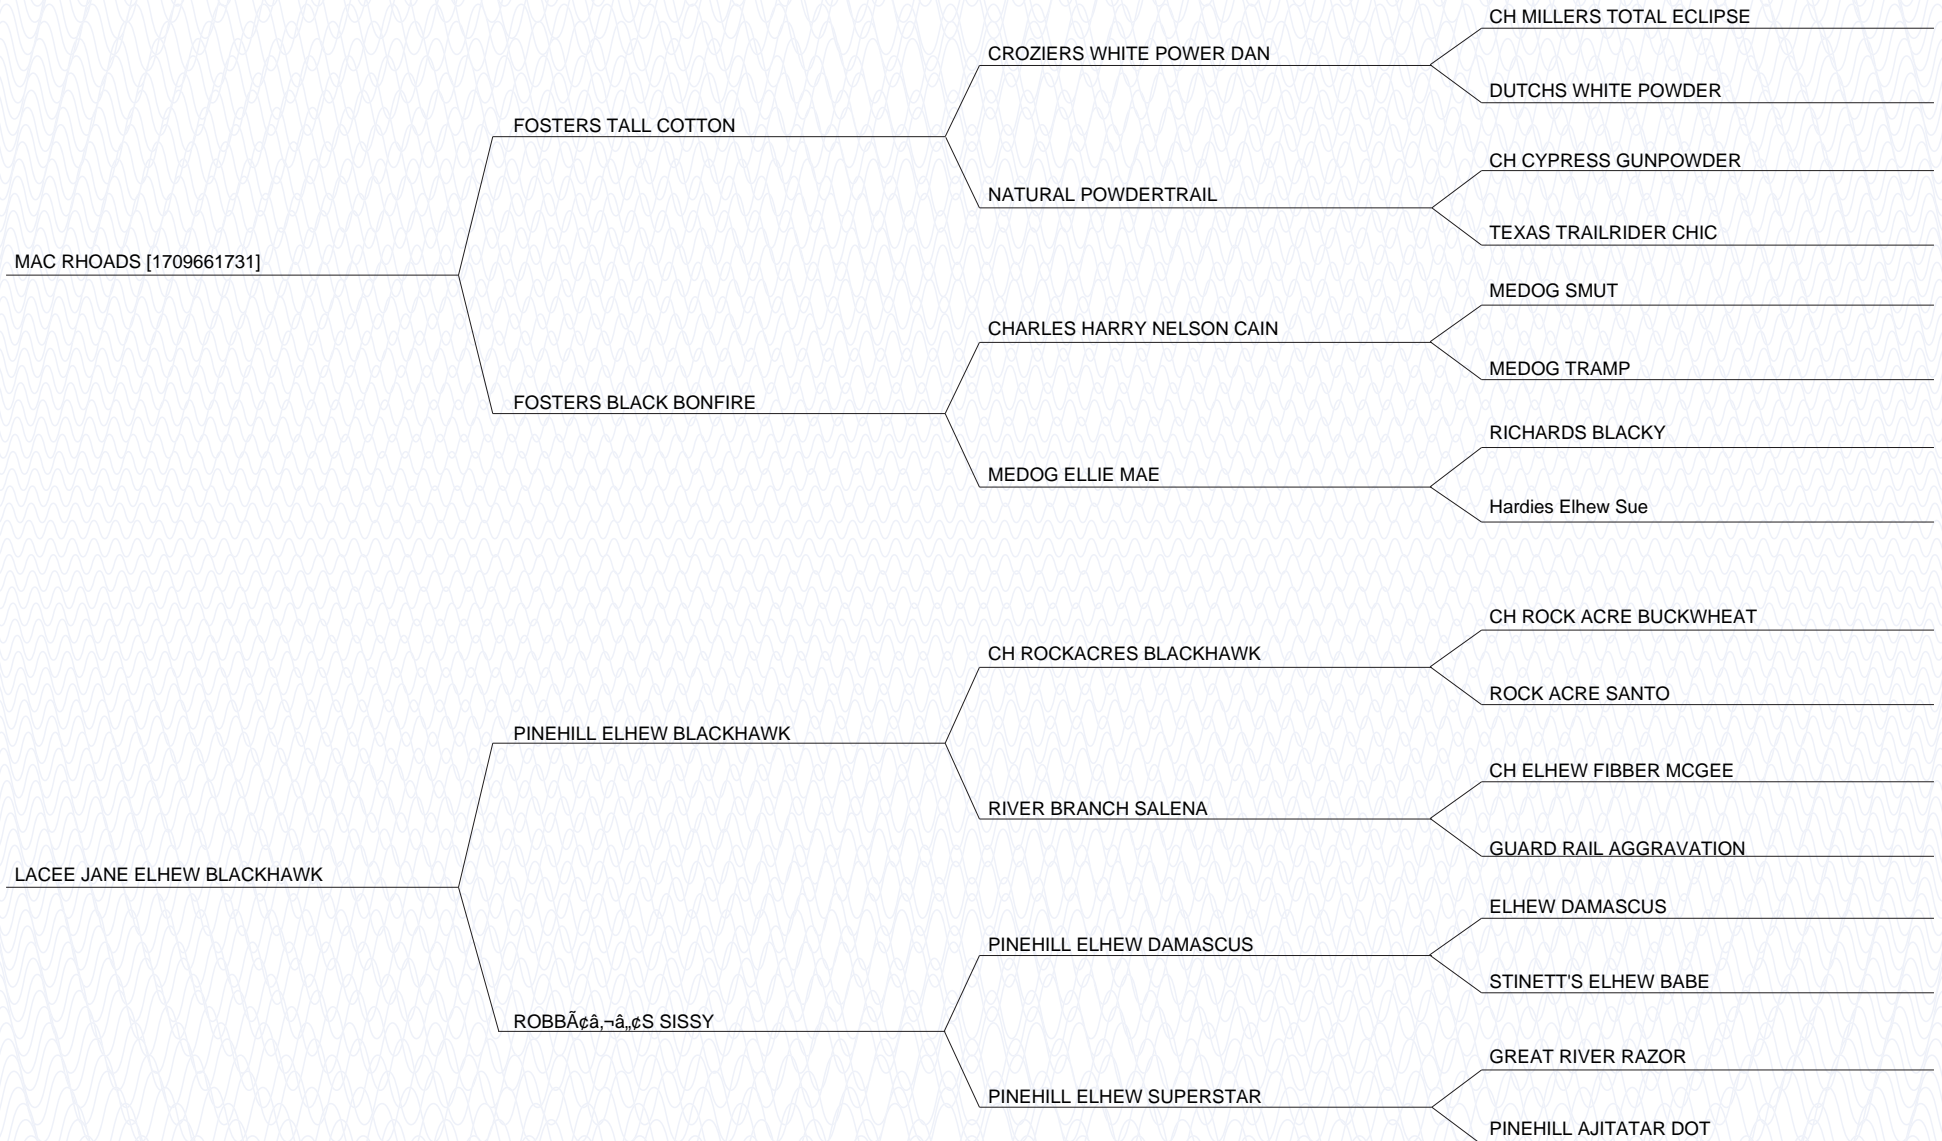 CH MILLERS TOTAL ECLIPSE
CROZIERS WHITE POWER DAN
DUTCHS WHITE POWDER
FOSTERS TALL COTTON
CH CYPRESS GUNPOWDER
NATURAL POWDERTRAIL
TEXAS TRAILRIDER CHIC
MAC RHOADS [1709661731]
MEDOG SMUT
CHARLES HARRY NELSON CAIN
MEDOG TRAMP
FOSTERS BLACK BONFIRE
RICHARDS BLACKY
MEDOG ELLIE MAE
Hardies Elhew Sue
CH ROCK ACRE BUCKWHEAT
CH ROCKACRES BLACKHAWK
ROCK ACRE SANTO
PINEHILL ELHEW BLACKHAWK
CH ELHEW FIBBER MCGEE
RIVER BRANCH SALENA
GUARD RAIL AGGRAVATION
LACEE JANE ELHEW BLACKHAWK
ELHEW DAMASCUS
PINEHILL ELHEW DAMASCUS
STINETT'S ELHEW BABE
ROBBÃ¢â‚¬â„¢S SISSY
GREAT RIVER RAZOR
PINEHILL ELHEW SUPERSTAR
PINEHILL AJITATAR DOT